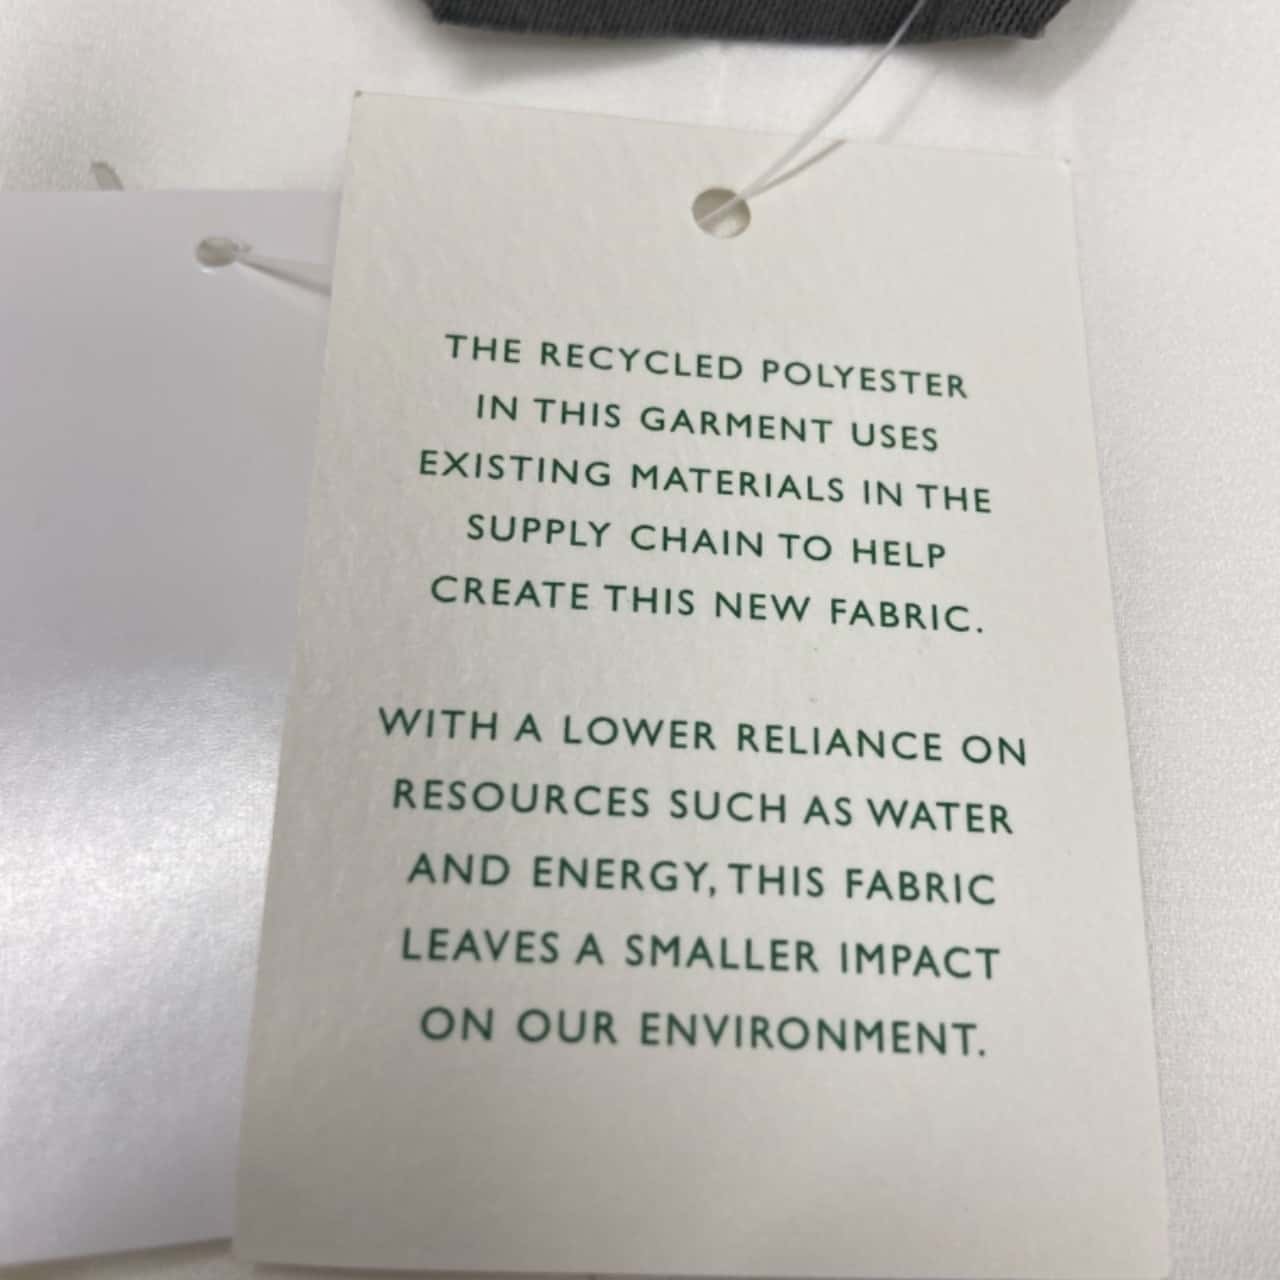 THE RECYCLED POLYESTER
IN THIS GARMENT USES
EXISTING MATERIALS IN THE
SUPPLY CHAIN TO HELP
CREATE THIS NEW FABRIC.
WITH A LOWER RELIANCE ON
RESOURCES SUCH AS WATER
AND ENERGY, THIS FABRIC
LEAVES A SMALLER IMPACT
ON OUR ENVIRONMENT.